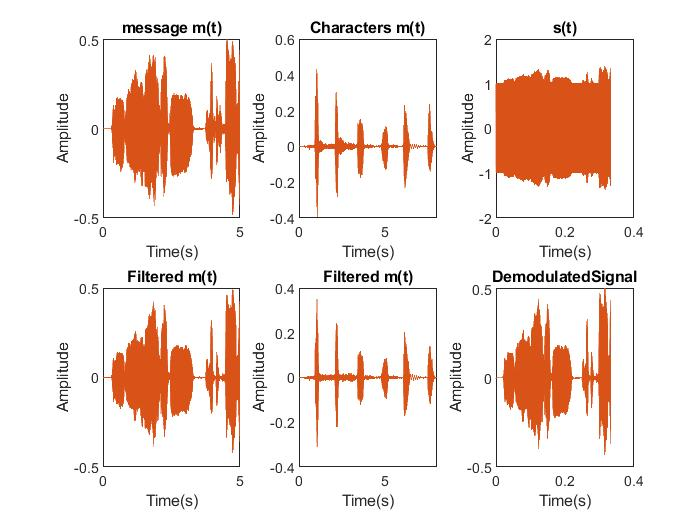 message m(t)
Characters m(t)
s(t)
0.5
0
-0.5
Amplitude
0
5
Time(s)
0.6
0.4
0.2
0
-0.2
-0.4
Amplitude
0
5
Time(s)
2
1
0
-1
-2
Amplitude
0
0.2
0.4
Time(s)
Filtered m(t)
Filtered m(t)
DemodulatedSignal
0.5
0
-0.5
Amplitude
0
5
Time(s)
0.4
0.2
0
-0.2
-0.4
Amplitude
0
5
Time(s)
0.5
0
-0.5
Amplitude
0
0.2
0.4
Time(s)